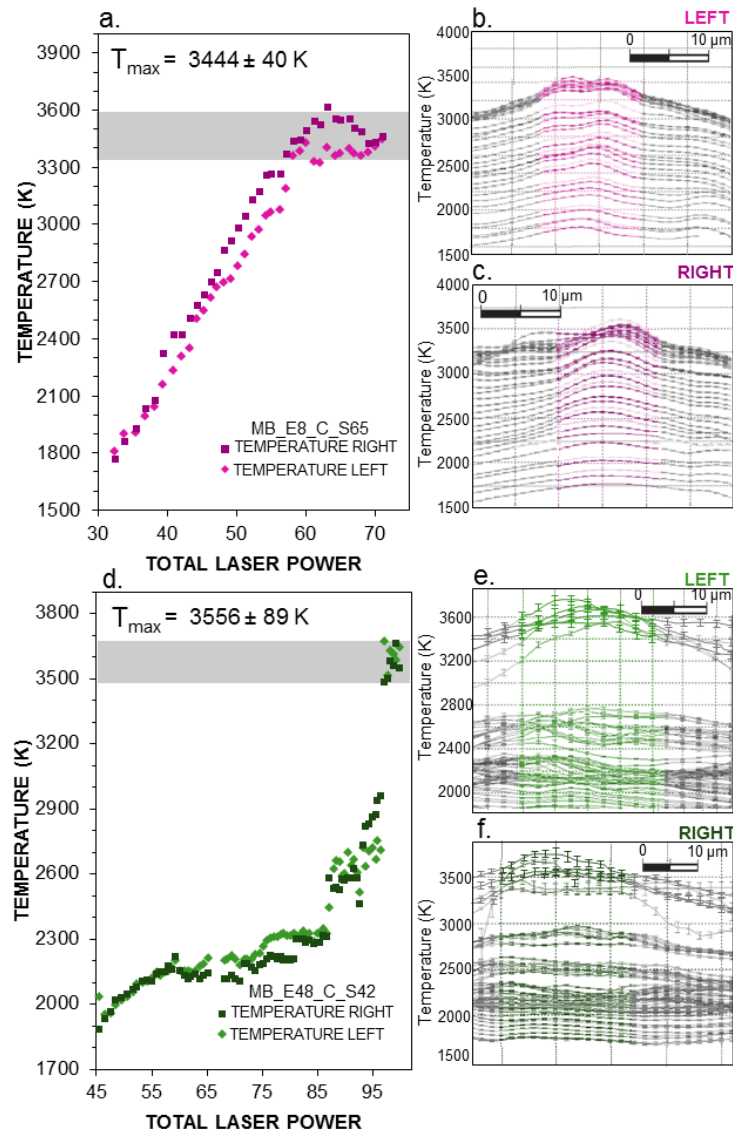 a.
Tmax = 3444 ± 40 K
3900
3600
3300
3000
2700
2400
2100
1800
1500
TEMPERATURE (K)
MB_E8_C_S65
TEMPERATURE RIGHT
TEMPERATURE LEFT
30 40 50 60 70
TOTAL LASER POWER
b.
LEFT
0 10 µm
4000
3500
3000
2500
2000
1500
Temperature (K)
c.
RIGHT
0 10 µm
4000
3500
3000
2500
2000
1500
Temperature (K)
d.
Tmax = 3556 ± 89 K
3800
3500
3200
2900
2600
2300
2000
1700
TEMPERATURE (K)
MB_E48_C_S42
TEMPERATURE RIGHT
TEMPERATURE LEFT
45 55 65 75 85 95
TOTAL LASER POWER
e.
LEFT
0 10 µm
3600
3200
2800
2400
2000
Temperature (K)
f.
RIGHT
0 10 µm
3500
3000
2500
2000
1500
Temperature (K)